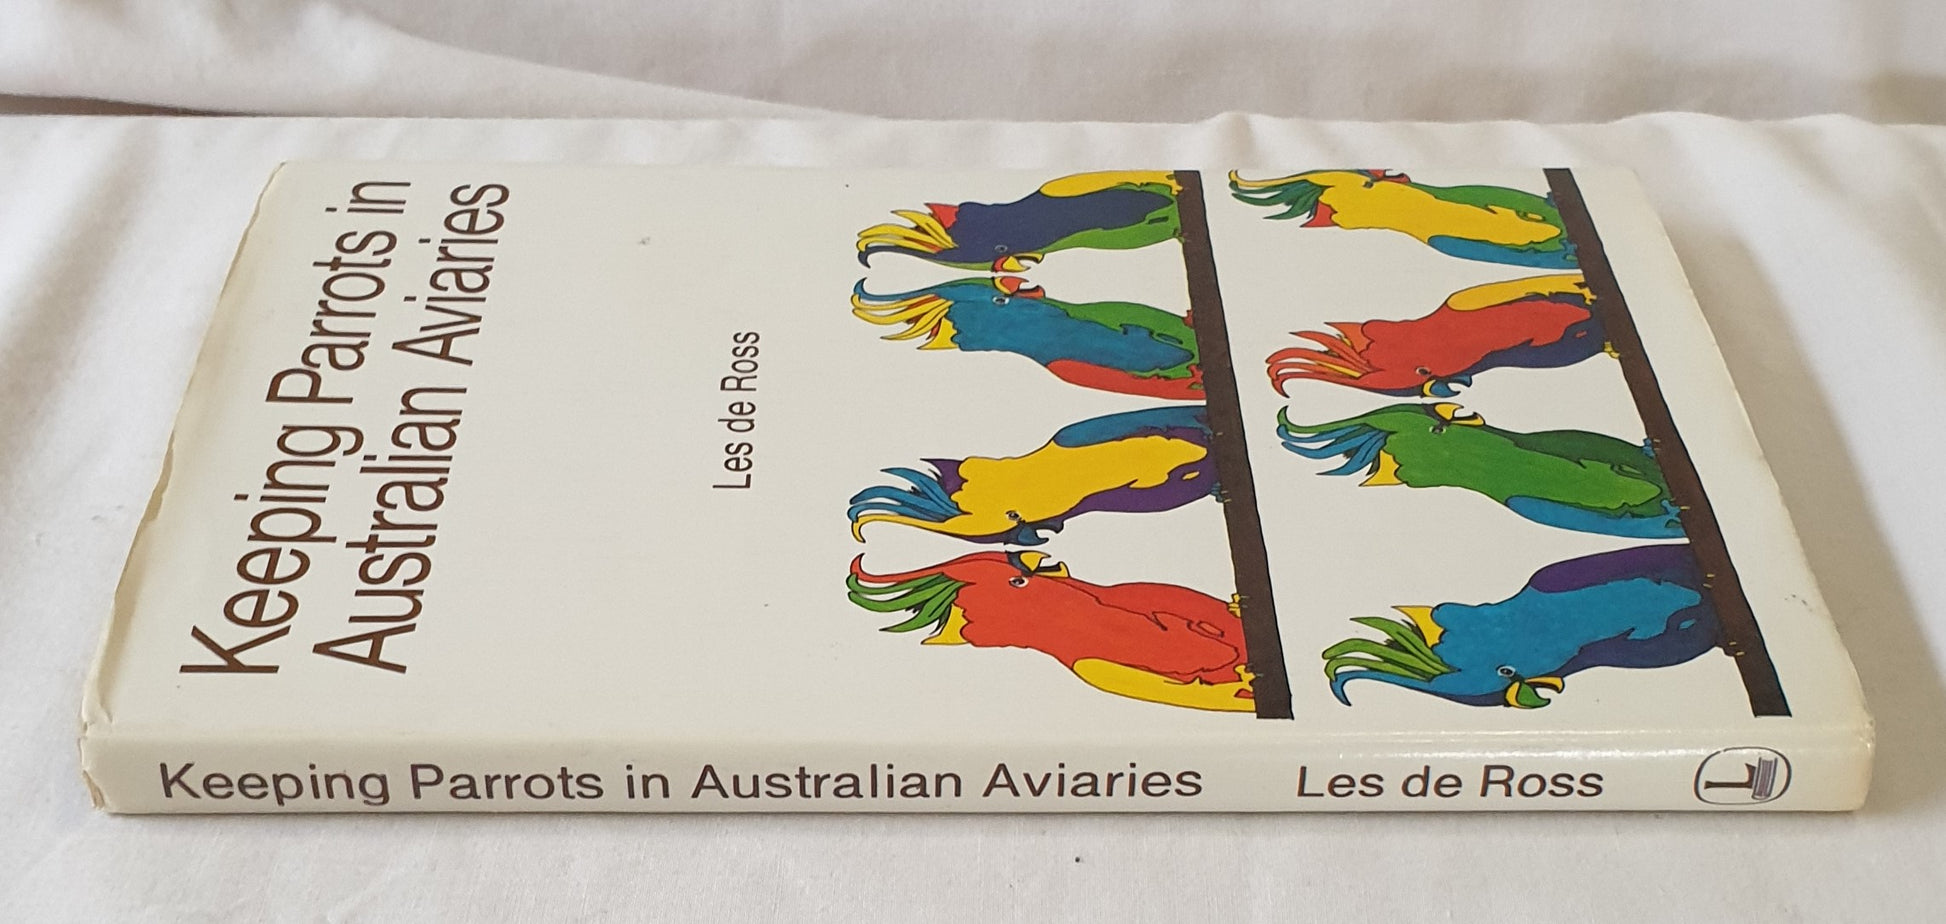 Keeping Parrots in
Australian Aviaries
Les de Ross
Keeping Parrots in Australian Aviaries Les de Ross L